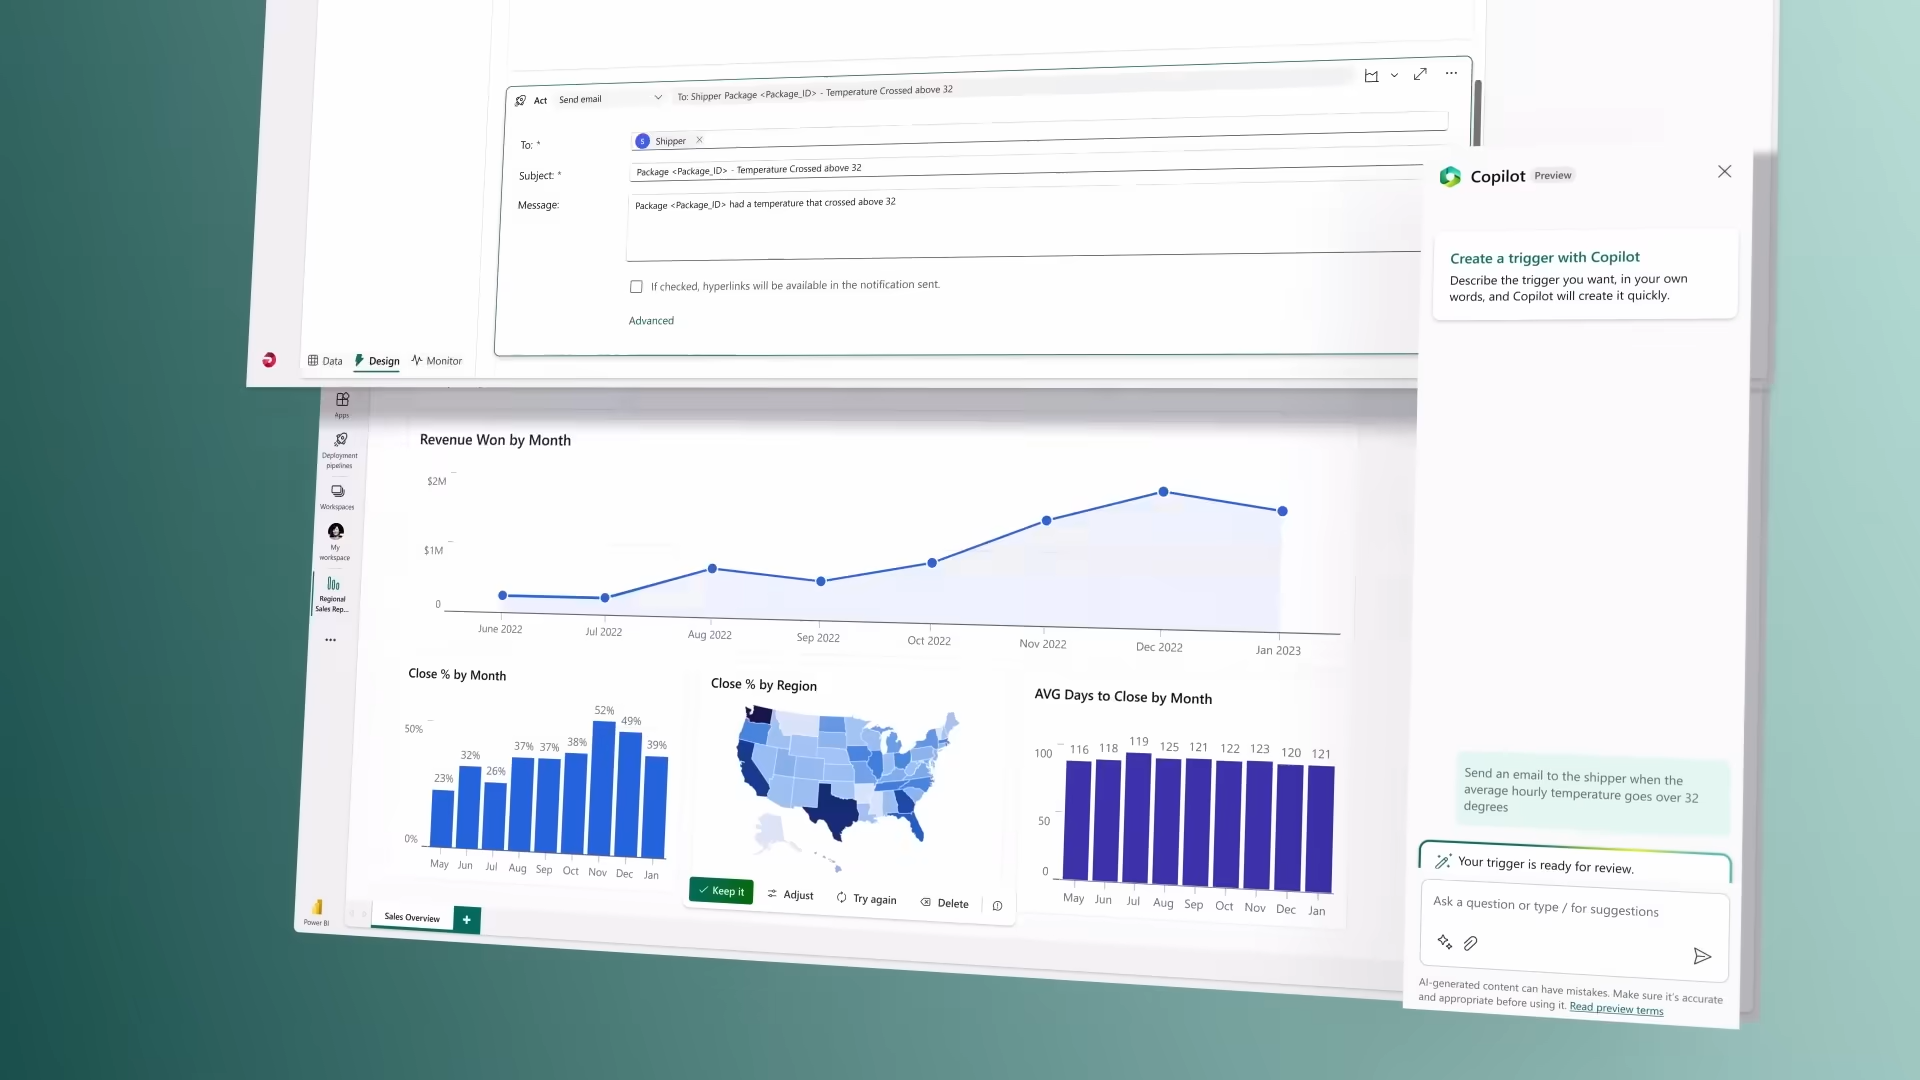 Act Send email To: Shipper Package <Package_ID> - Temperature Crossed above 32
To: * S Shipper
Subject: * Package <Package_ID> - Temperature Crossed above 32
Message: Package <Package_ID> had a temperature that crossed above 32
If checked, hyperlinks will be available in the notification sent.
Advanced
Data Design Monitor
Apps
Deployment
pipelines
Workspaces
My
workspace
Regional
Sales Rep...
Power BI
Revenue Won by Month
$2M
$1M
0
June 2022 Jul 2022 Aug 2022 Sep 2022 Oct 2022 Nov 2022 Dec 2022 Jan 2023
Close % by Month
50%
0%
23% 32% 26% 37% 37% 38% 52% 49% 39%
May Jun Jul Aug Sep Oct Nov Dec Jan
Close % by Region
Keep it Adjust Try again Delete
AVG Days to Close by Month
100
50
0
116 118 119 125 121 122 123 120 121
May Jun Jul Aug Sep Oct Nov Dec Jan
Sales Overview +
Copilot Preview
Create a trigger with Copilot
Describe the trigger you want, in your own
words, and Copilot will create it quickly.
Send an email to the shipper when the
average hourly temperature goes over 32
degrees
Your trigger is ready for review.
Ask a question or type / for suggestions
AI-generated content can have mistakes. Make sure it's accurate
and appropriate before using it. Read preview terms